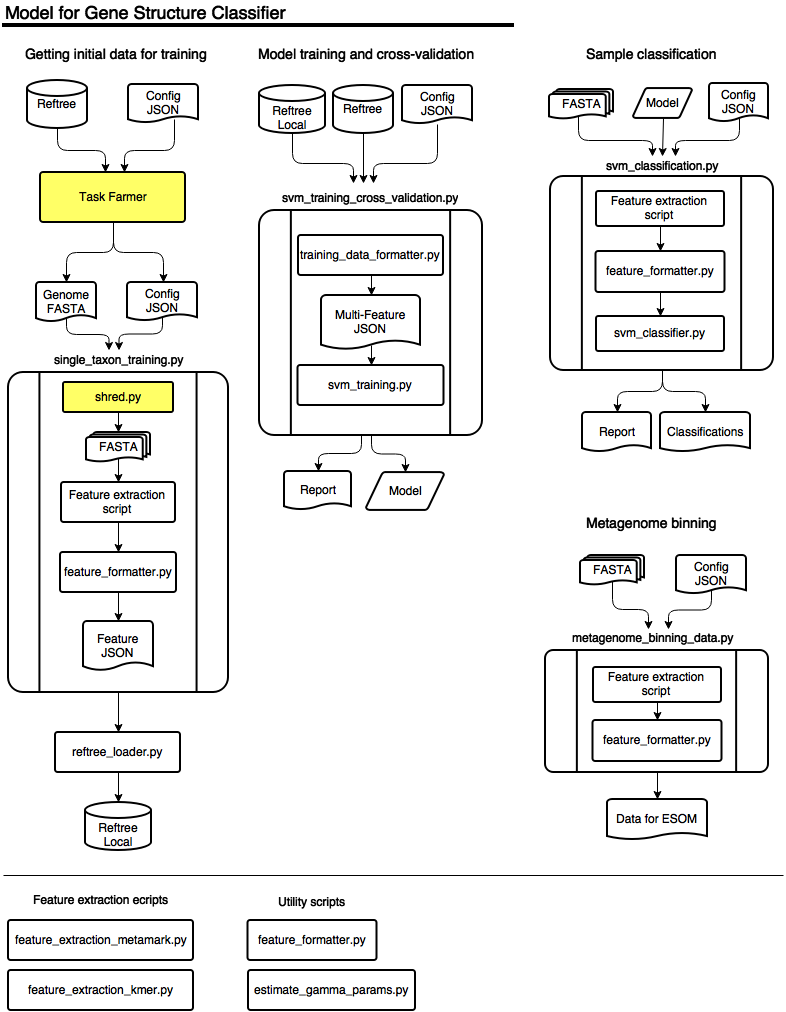 Model for Gene Structure Classifier
Getting initial data for training
Reftree
Config
JSON
Task Farmer
Genome
FASTA
Config
JSON
single_taxon_training.py
shred.py
FASTA
Feature extraction
script
feature_formatter.py
Feature
JSON
reftree_loader.py
Reftree
Local
Model training and cross-validation
Reftree
Local
Reftree
Config
JSON
svm_training_cross_validation.py
training_data_formatter.py
Multi-Feature
JSON
svm_training.py
Report
Model
Sample classification
FASTA
Model
Config
JSON
svm_classification.py
Feature extraction
script
feature_formatter.py
svm_classifier.py
Report
Classifications
Metagenome binning
FASTA
Config
JSON
metagenome_binning_data.py
Feature extraction
script
feature_formatter.py
Data for ESOM
Feature extraction ecripts
feature_extraction_metamark.py
feature_extraction_kmer.py
Utility scripts
feature_formatter.py
estimate_gamma_params.py